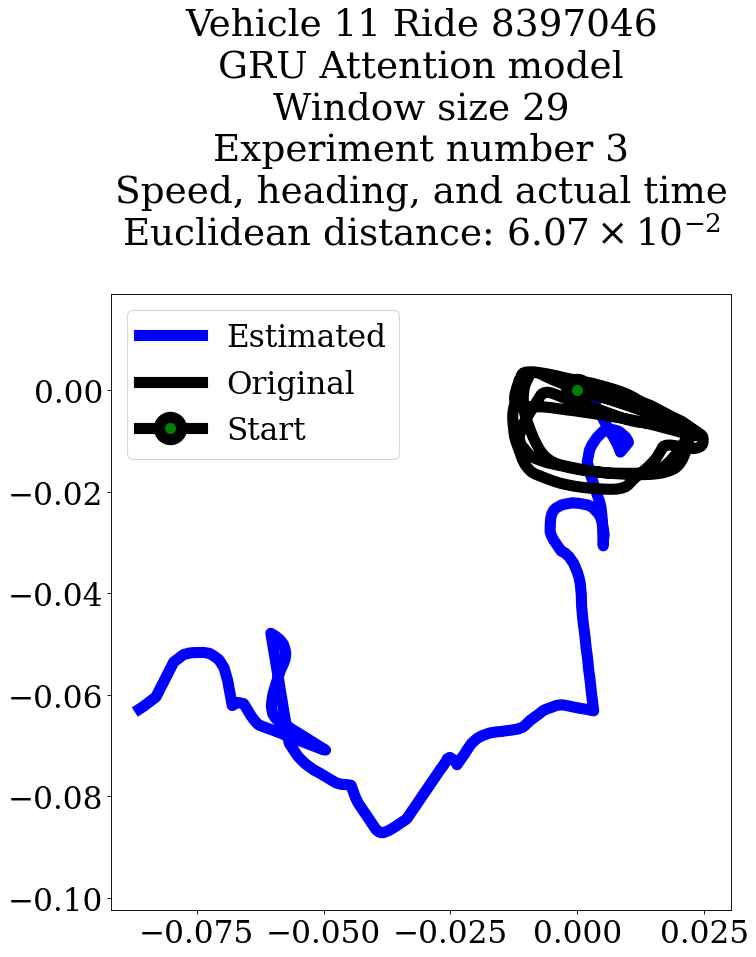 Vehicle 11 Ride 8397046
GRU Attention model
Window size 29
Experiment number 3
Speed, heading, and actual time
Euclidean distance: 6.07 × 10⁻²
Estimated
Original
Start
0.00
−0.02
−0.04
−0.06
−0.08
−0.10
−0.075 −0.050 −0.025 0.000 0.025